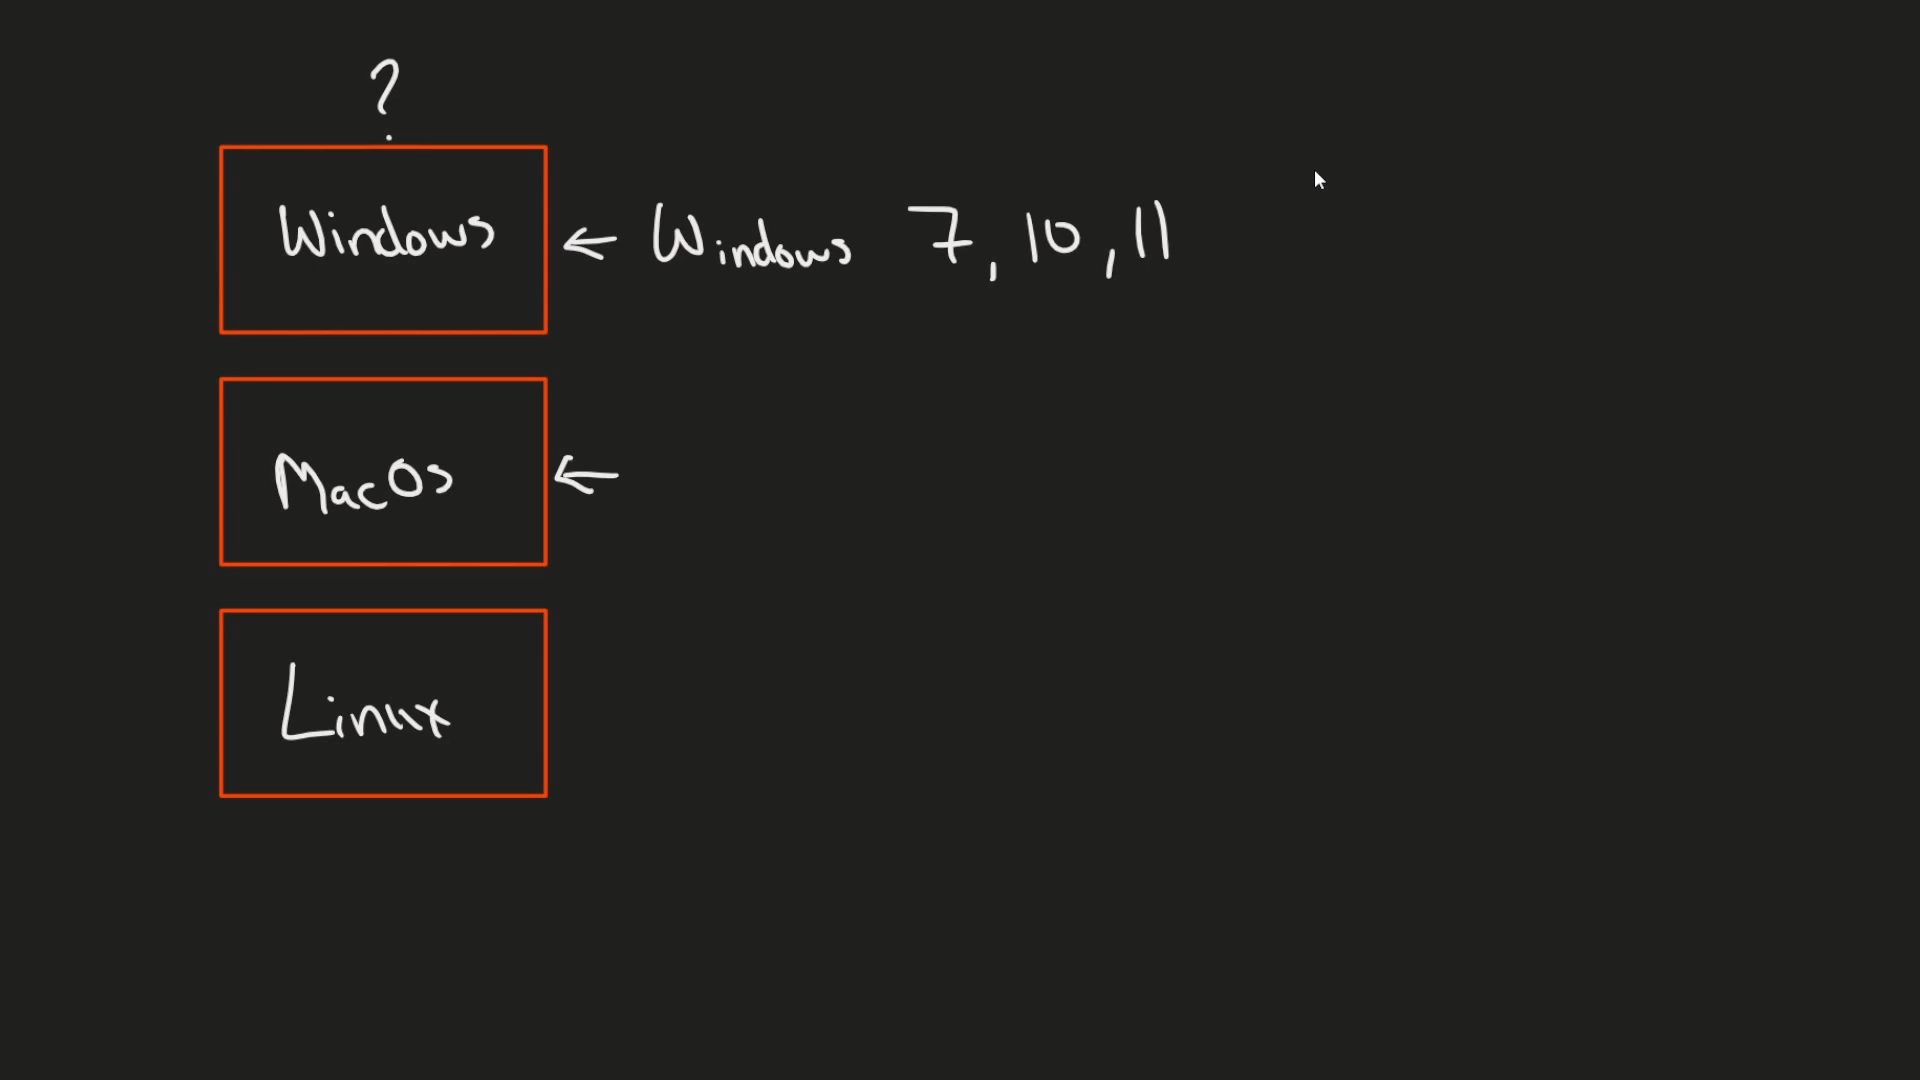 ?
Windows ← Windows 7, 10, 11
MacOs ←
Linux